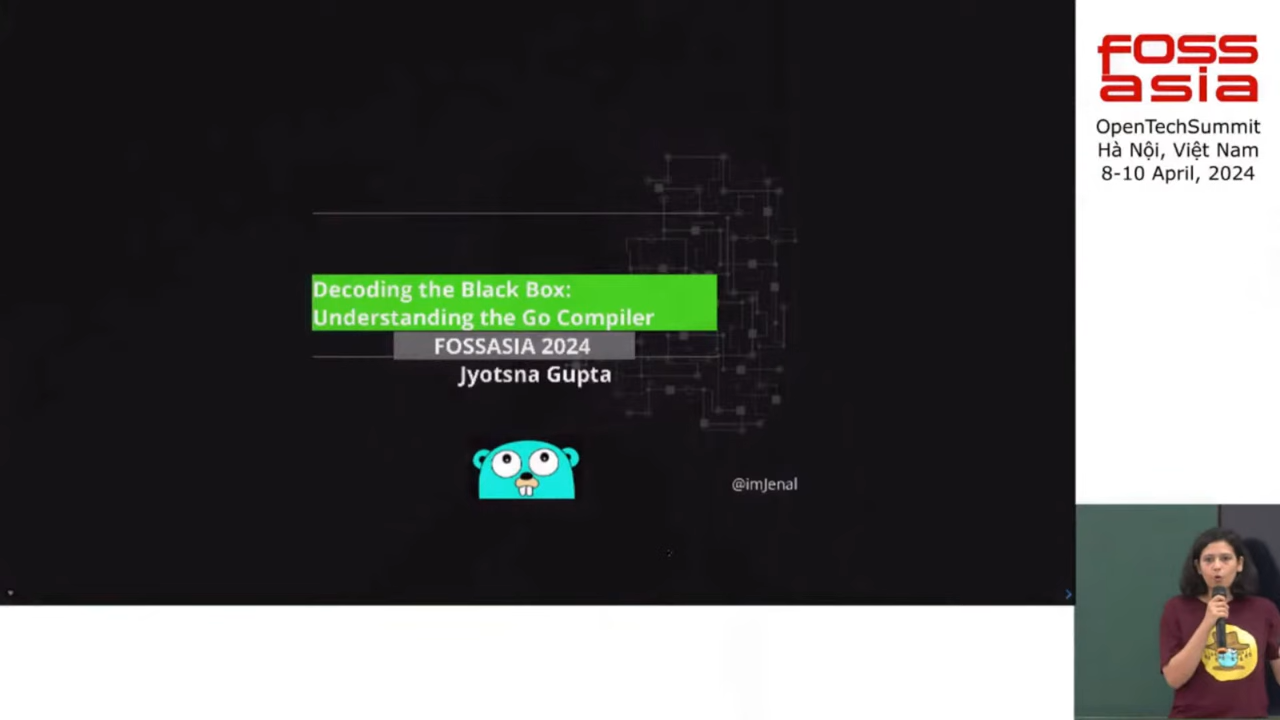 Decoding the Black Box:
Understanding the Go Compiler
FOSSASIA 2024
Jyotsna Gupta
@imJenal
FOSS
asia
OpenTechSummit
Hà Nội, Việt Nam
8-10 April, 2024